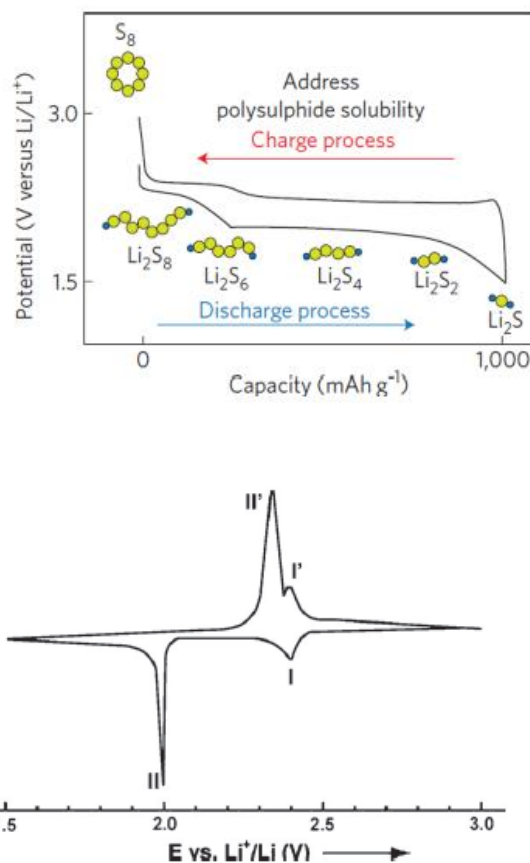 S8
Address
polysulphide solubility
Charge process
3.0
Potential (V versus Li/Li+)
Li2S8
Li2S6
Li2S4
Li2S2
Li2S
1.5
Discharge process
0
1,000
Capacity (mAh g-1)
II'
I'
I
II
.5
2.0
2.5
3.0
E vs. Li+/Li (V)